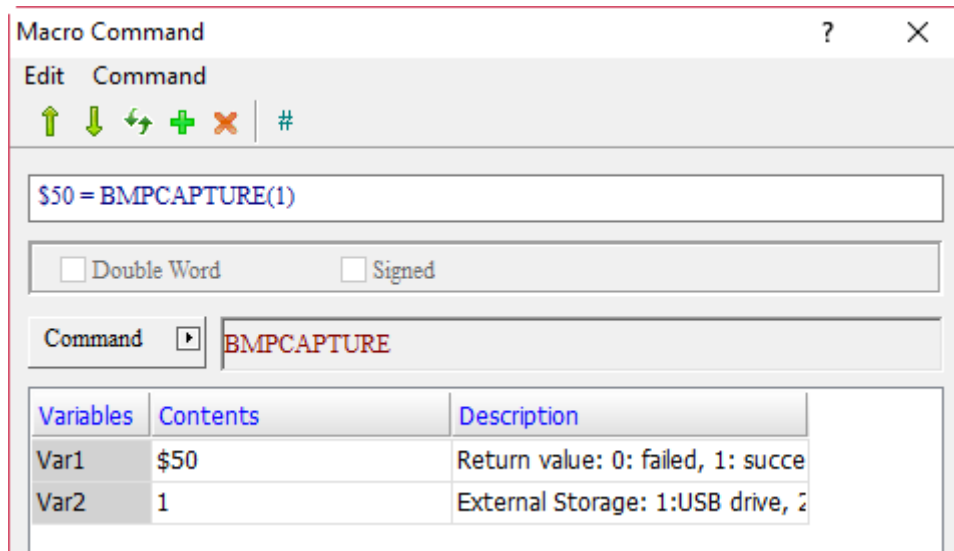 Macro Command ?
Edit Command
#
$50 = BMPCAPTURE(1)
Double Word Signed
Command BMPCAPTURE
Variables Contents Description
Var1 $50 Return value: 0: failed, 1: succe
Var2 1 External Storage: 1:USB drive, 2